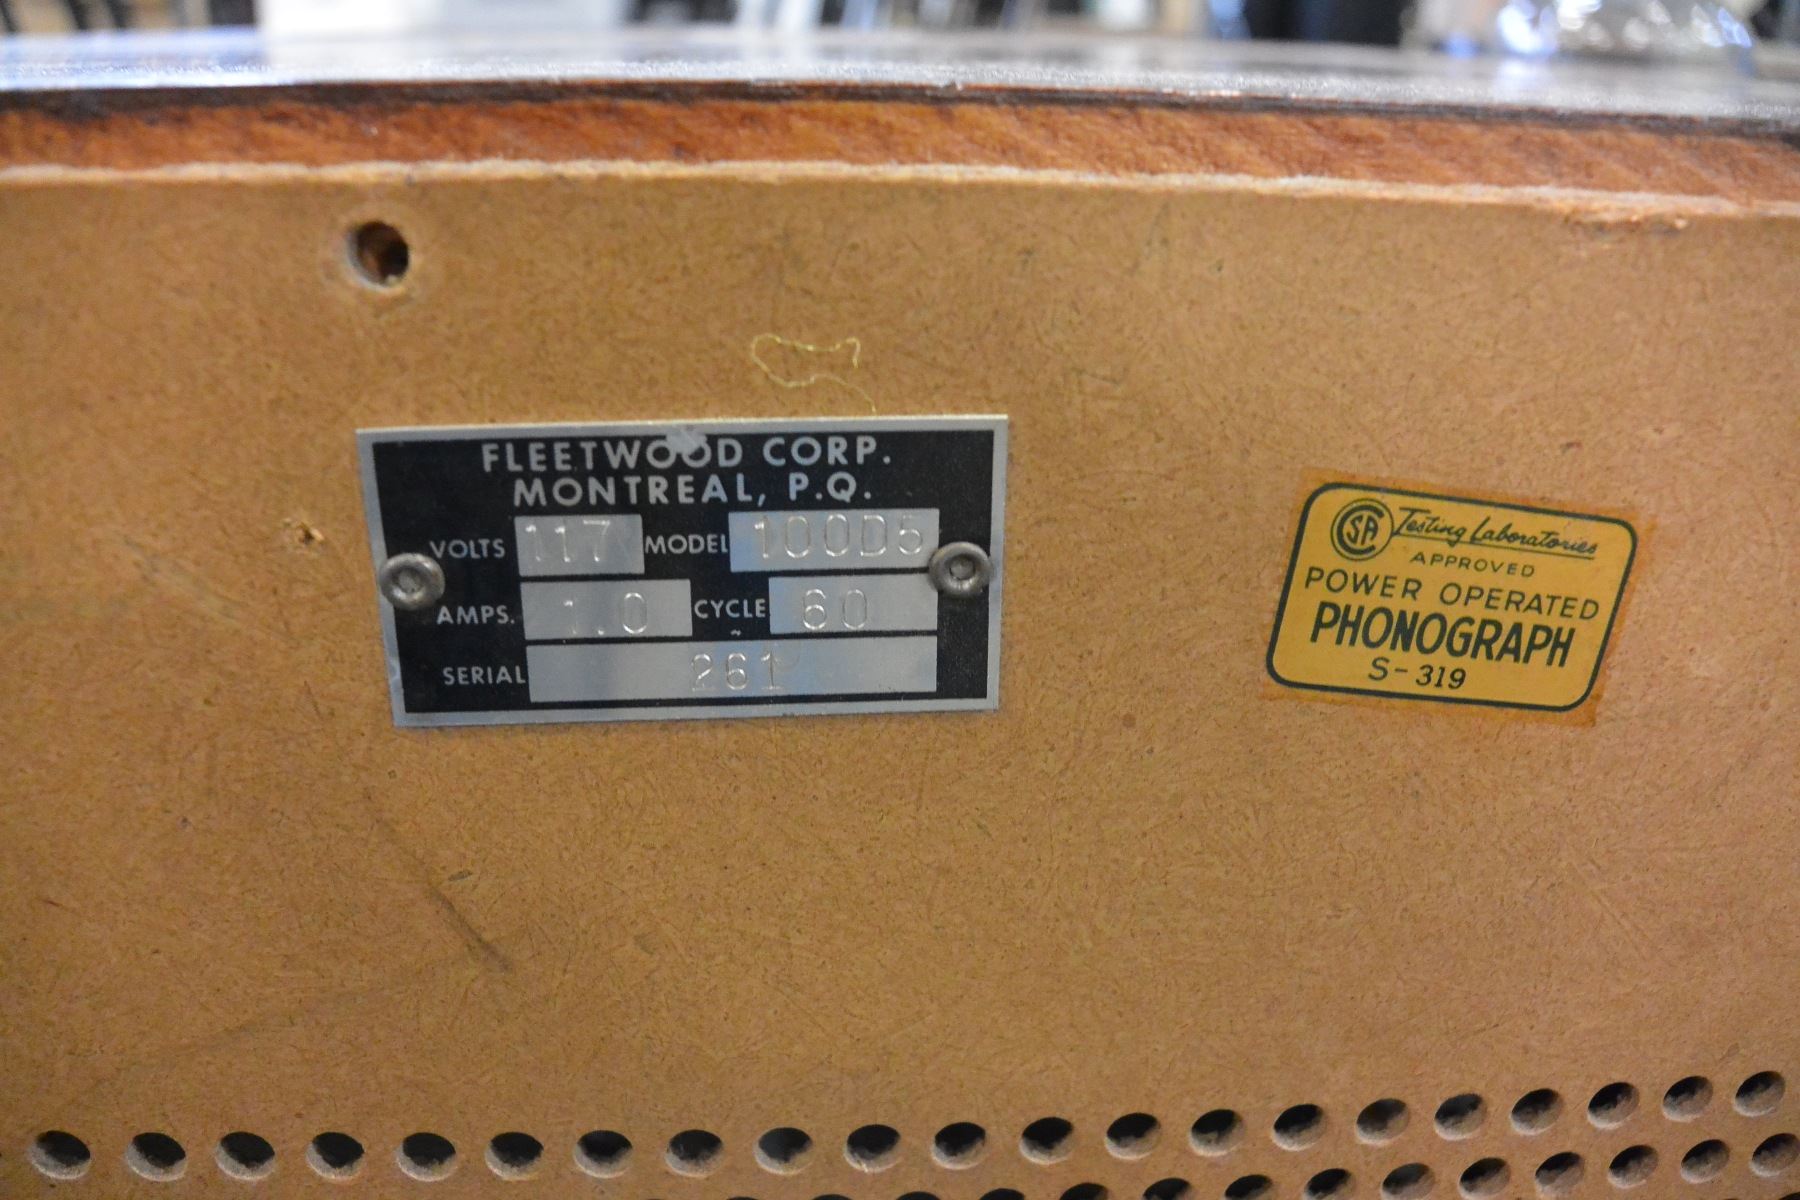 FLEETWOOD CORP.
MONTREAL, P.Q.
VOLTS 117 MODEL 100D5
AMPS. 1.0 CYCLE 60
~
SERIAL 261
CSA Testing Laboratories
APPROVED
POWER OPERATED
PHONOGRAPH
S-319